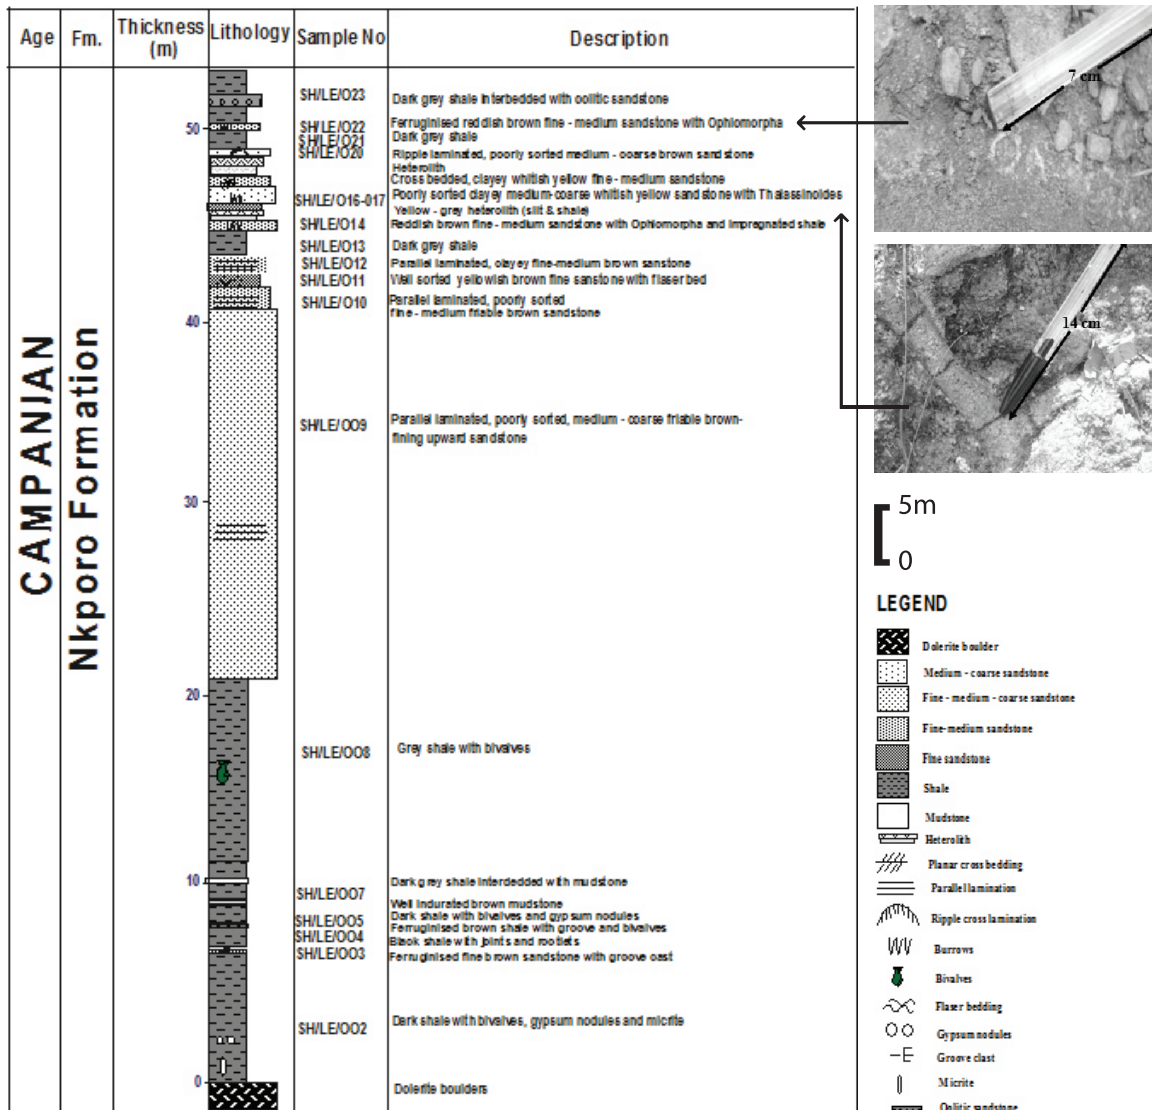 Age Fm. Thickness (m) Lithology Sample No Description
CAMPANIAN
Nkporo Formation
SH/LE/O23 Dark grey shale interbedded with oolitic sandstone
50 SH/LE/O22 Ferruginised reddish brown fine - medium sandstone with Ophiomorpha
SH/LE/O21 Dark grey shale
SH/LE/O20 Ripple laminated, poorly sorted medium - coarse brown sandstone
Heterolith
Cross bedded, clayey whitish yellow fine - medium sandstone
SH/LE/O16-017 Poorly sorted clayey medium-coarse whitish yellow sandstone with Thalassinoides
Yellow - grey heterolith (silt & shale)
SH/LE/O14 Reddish brown fine - medium sandstone with Ophiomorpha and impregnated shale
SH/LE/O13 Dark grey shale
SH/LE/O12 Parallel laminated, clayey fine-medium brown sanstone
SH/LE/O11 Well sorted yellowish brown fine sanstone with flaser bed
SH/LE/O10 Parallel laminated, poorly sorted
fine - medium friable brown sandstone
40
SH/LE/OO9 Parallel laminated, poorly sorted, medium - coarse friable brown-
fining upward sandstone
30
20
SH/LE/OO8 Grey shale with bivalves
10 Dark grey shale interdedded with mudstone
SH/LE/OO7
Well indurated brown mudstone
SH/LE/OO5 Dark shale with bivalves and gypsum nodules
Ferruginised brown shale with groove and bivalves
SH/LE/OO4 Black shale with joints and rootlets
SH/LE/OO3 Ferruginised fine brown sandstone with groove cast
SH/LE/OO2 Dark shale with bivalves, gypsum nodules and micrite
0 Dolerite boulders
7 cm
14 cm
5m
0
LEGEND
Dolerite boulder
Medium - coarse sandstone
Fine - medium - coarse sandstone
Fine-medium sandstone
Fine sandstone
Shale
Mudstone
Heterolith
Planar cross bedding
Parallel lamination
Ripple cross lamination
Burrows
Bivalves
Flaser bedding
Gypsum nodules
Groove clast
Micrite
Oolitic sandstone